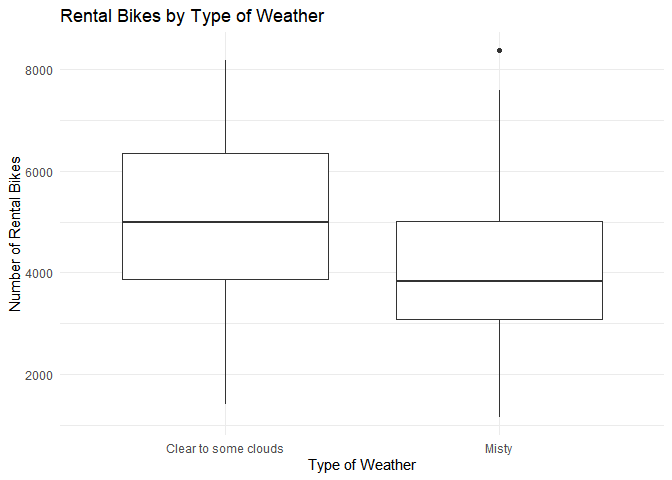 Rental Bikes by Type of Weather
Number of Rental Bikes
8000
6000
4000
2000
Clear to some clouds
Misty
Type of Weather